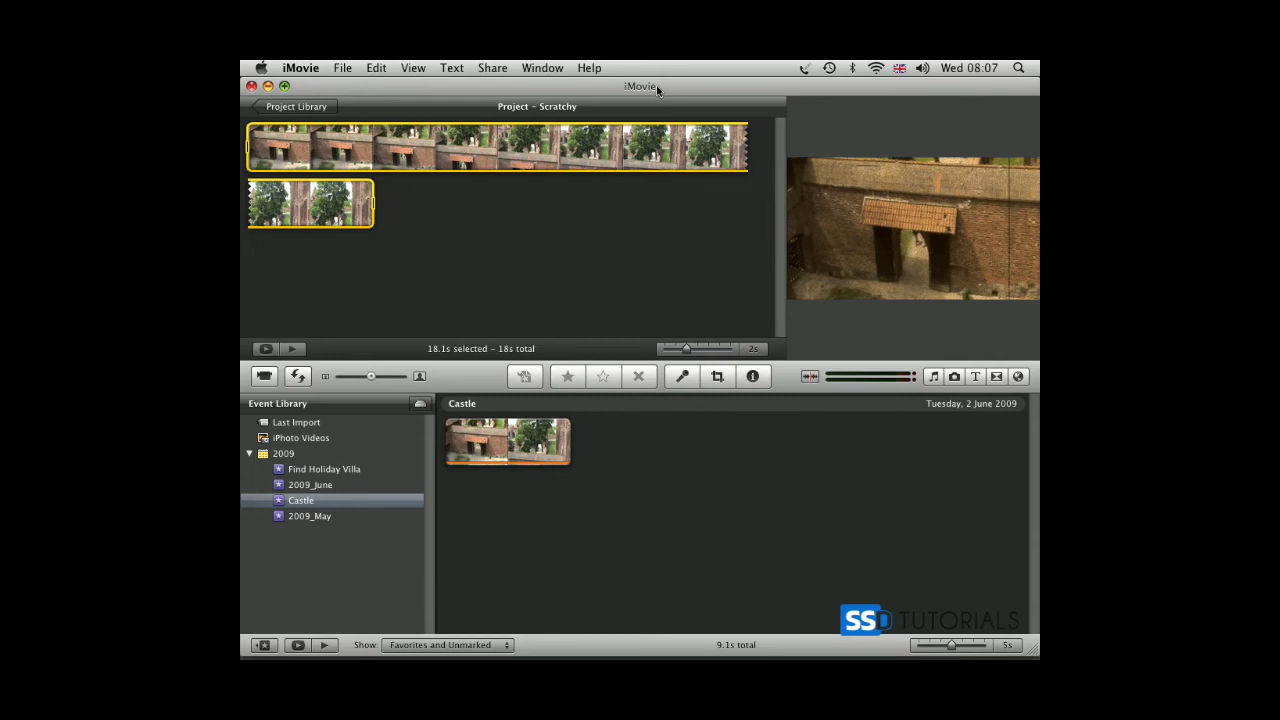 iMovie File Edit View Text Share Window Help Wed 08:07
iMovie
Project Library Project – Scratchy
18.1s selected – 18s total 2s
Event Library Castle Tuesday, 2 June 2009
Last Import
iPhoto Videos
2009
Find Holiday Villa
2009_June
Castle
2009_May
SSD TUTORIALS
Show: Favorites and Unmarked 9.1s total 5s